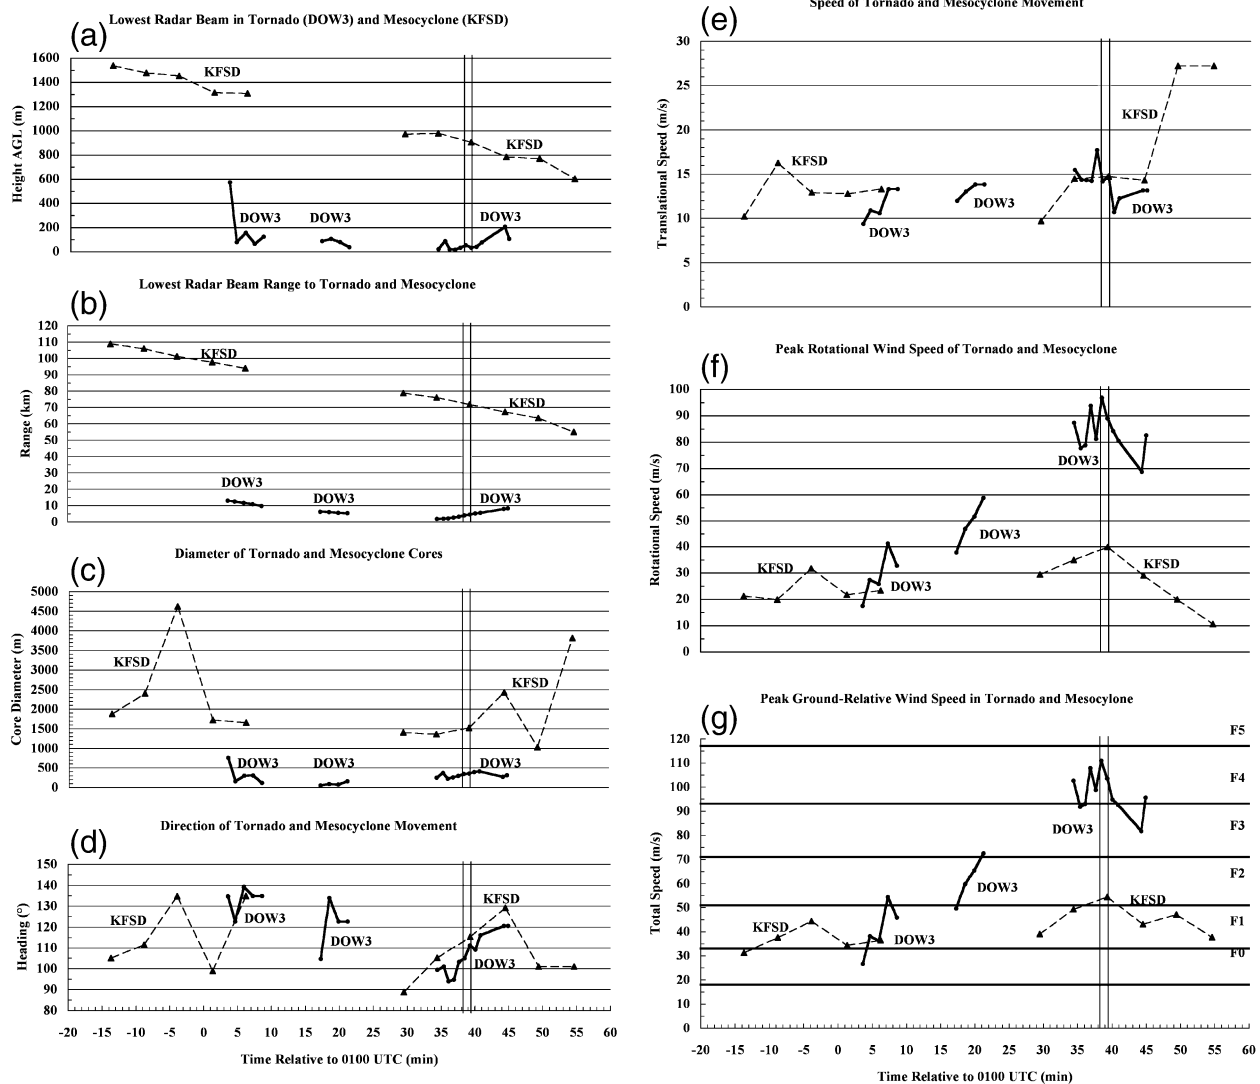 Lowest Radar Beam in Tornado (DOW3) and Mesocyclone (KFSD)
(a)
1600
1400
1200
1000
800
600
400
200
0
Height AGL (m)
KFSD
KFSD
DOW3
DOW3
DOW3
Lowest Radar Beam Range to Tornado and Mesocyclone
(b)
120
110
100
90
80
70
60
50
40
30
20
10
0
Range (km)
KFSD
KFSD
DOW3
DOW3
DOW3
Diameter of Tornado and Mesocyclone Cores
(c)
5000
4500
4000
3500
3000
2500
2000
1500
1000
500
0
Core Diameter (m)
KFSD
KFSD
DOW3
DOW3
DOW3
Direction of Tornado and Mesocyclone Movement
(d)
150
140
130
120
110
100
90
80
Heading (°)
KFSD
KFSD
DOW3
DOW3
DOW3
-20 -15 -10 -5 0 5 10 15 20 25 30 35 40 45 50 55 60
Time Relative to 0100 UTC (min)
Speed of Tornado and Mesocyclone Movement
(e)
30
25
20
15
10
5
0
Translational Speed (m/s)
KFSD
KFSD
DOW3
DOW3
DOW3
Peak Rotational Wind Speed of Tornado and Mesocyclone
(f)
100
90
80
70
60
50
40
30
20
10
0
Rotational Speed (m/s)
DOW3
DOW3
KFSD
KFSD
DOW3
Peak Ground-Relative Wind Speed in Tornado and Mesocylone
(g)
120
110
100
90
80
70
60
50
40
30
20
10
0
Total Speed (m/s)
F5
F4
F3
F2
F1
F0
DOW3
DOW3
KFSD
KFSD
DOW3
-20 -15 -10 -5 0 5 10 15 20 25 30 35 40 45 50 55 60
Time Relative to 0100 UTC (min)